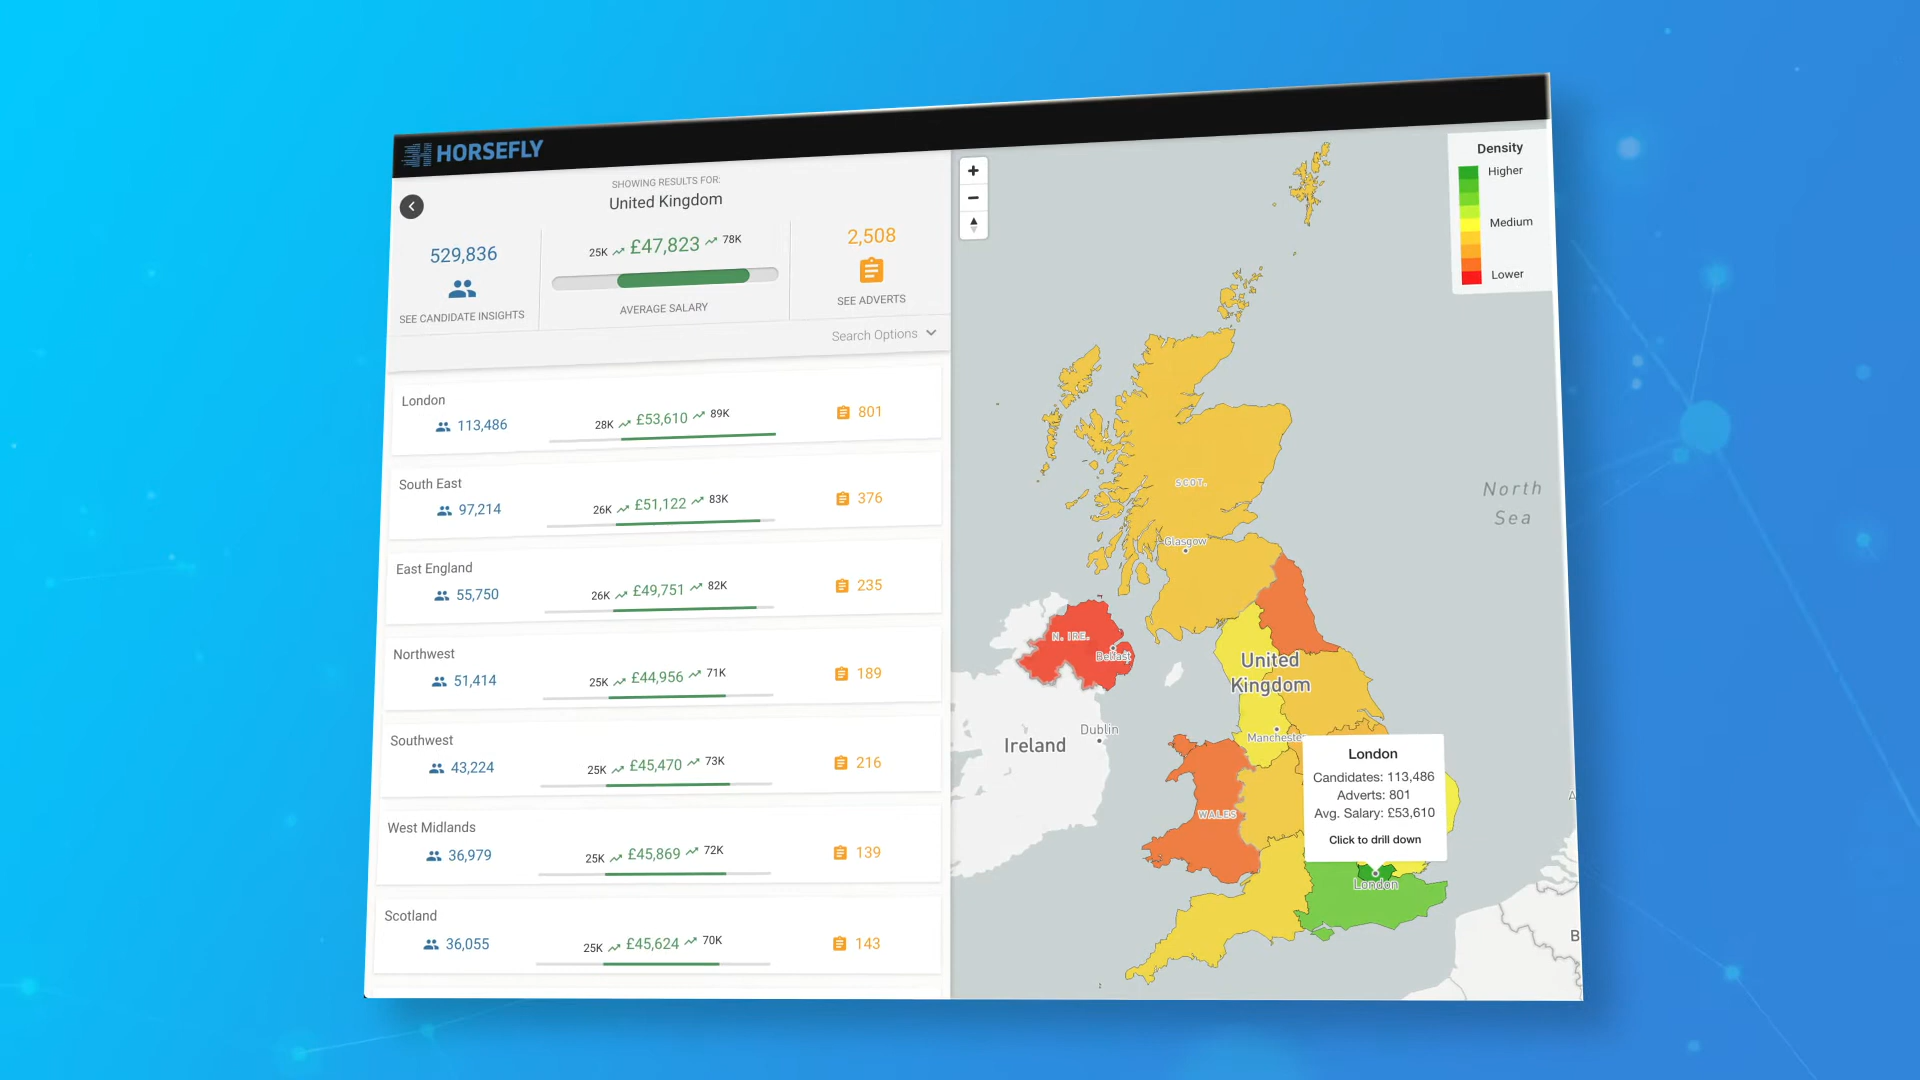 HORSEFLY
SHOWING RESULTS FOR:
United Kingdom
529,836
SEE CANDIDATE INSIGHTS
25K £47,823 78K
AVERAGE SALARY
2,508
SEE ADVERTS
Search Options
London
113,486 28K £53,610 89K 801
South East
97,214 26K £51,122 83K 376
East England
55,750 26K £49,751 82K 235
Northwest
51,414 25K £44,956 71K 189
Southwest
43,224 25K £45,470 73K 216
West Midlands
36,979 25K £45,869 72K 139
Scotland
36,055 25K £45,624 70K 143
Density
Higher
Medium
Lower
North
Sea
SCOT.
Glasgow
N. IRE.
Belfast
United
Kingdom
Dublin
Ireland
Manchester
WALES
London
Candidates: 113,486
Adverts: 801
Avg. Salary: £53,610
Click to drill down
London
A
B